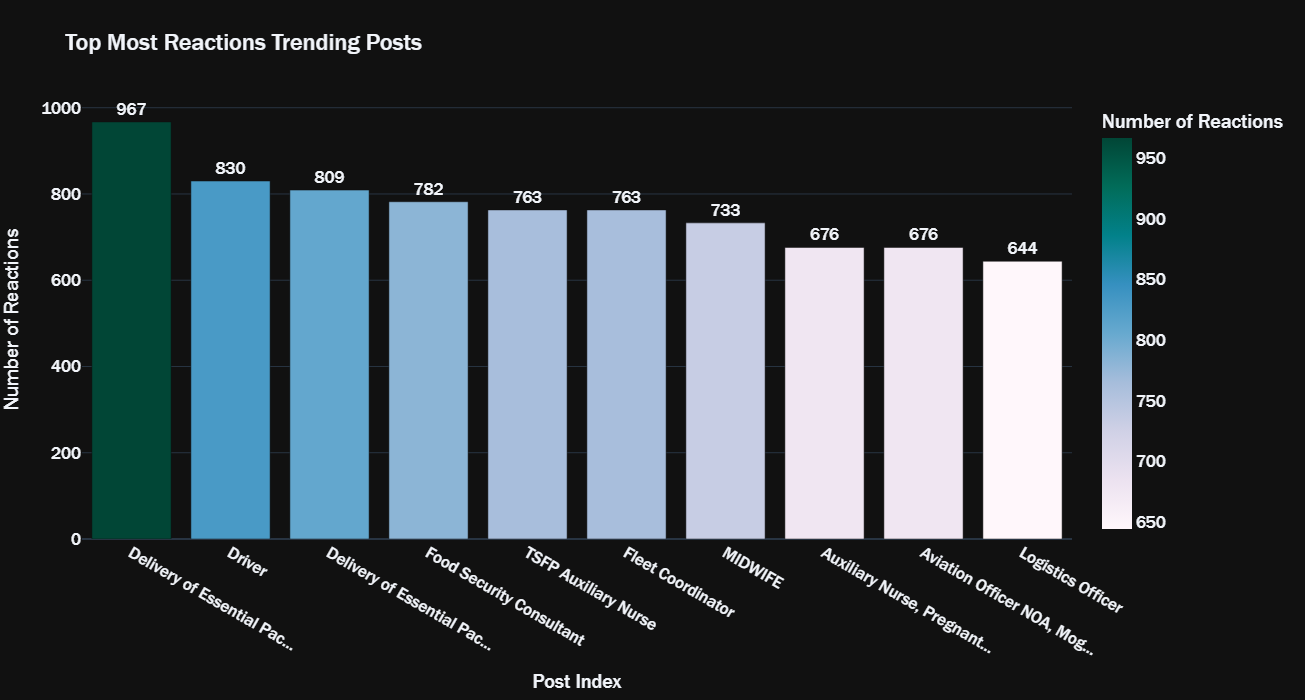 Top Most Reactions Trending Posts
Number of Reactions
1000
800
600
400
200
0
967
830
809
782
763
763
733
676
676
644
Delivery of Essential Pac...
Driver
Delivery of Essential Pac...
Food Security Consultant
TSFP Auxiliary Nurse
Fleet Coordinator
MIDWIFE
Auxiliary Nurse, Pregnant...
Aviation Officer NOA, Mog...
Logistics Officer
Post Index
Number of Reactions
950
900
850
800
750
700
650